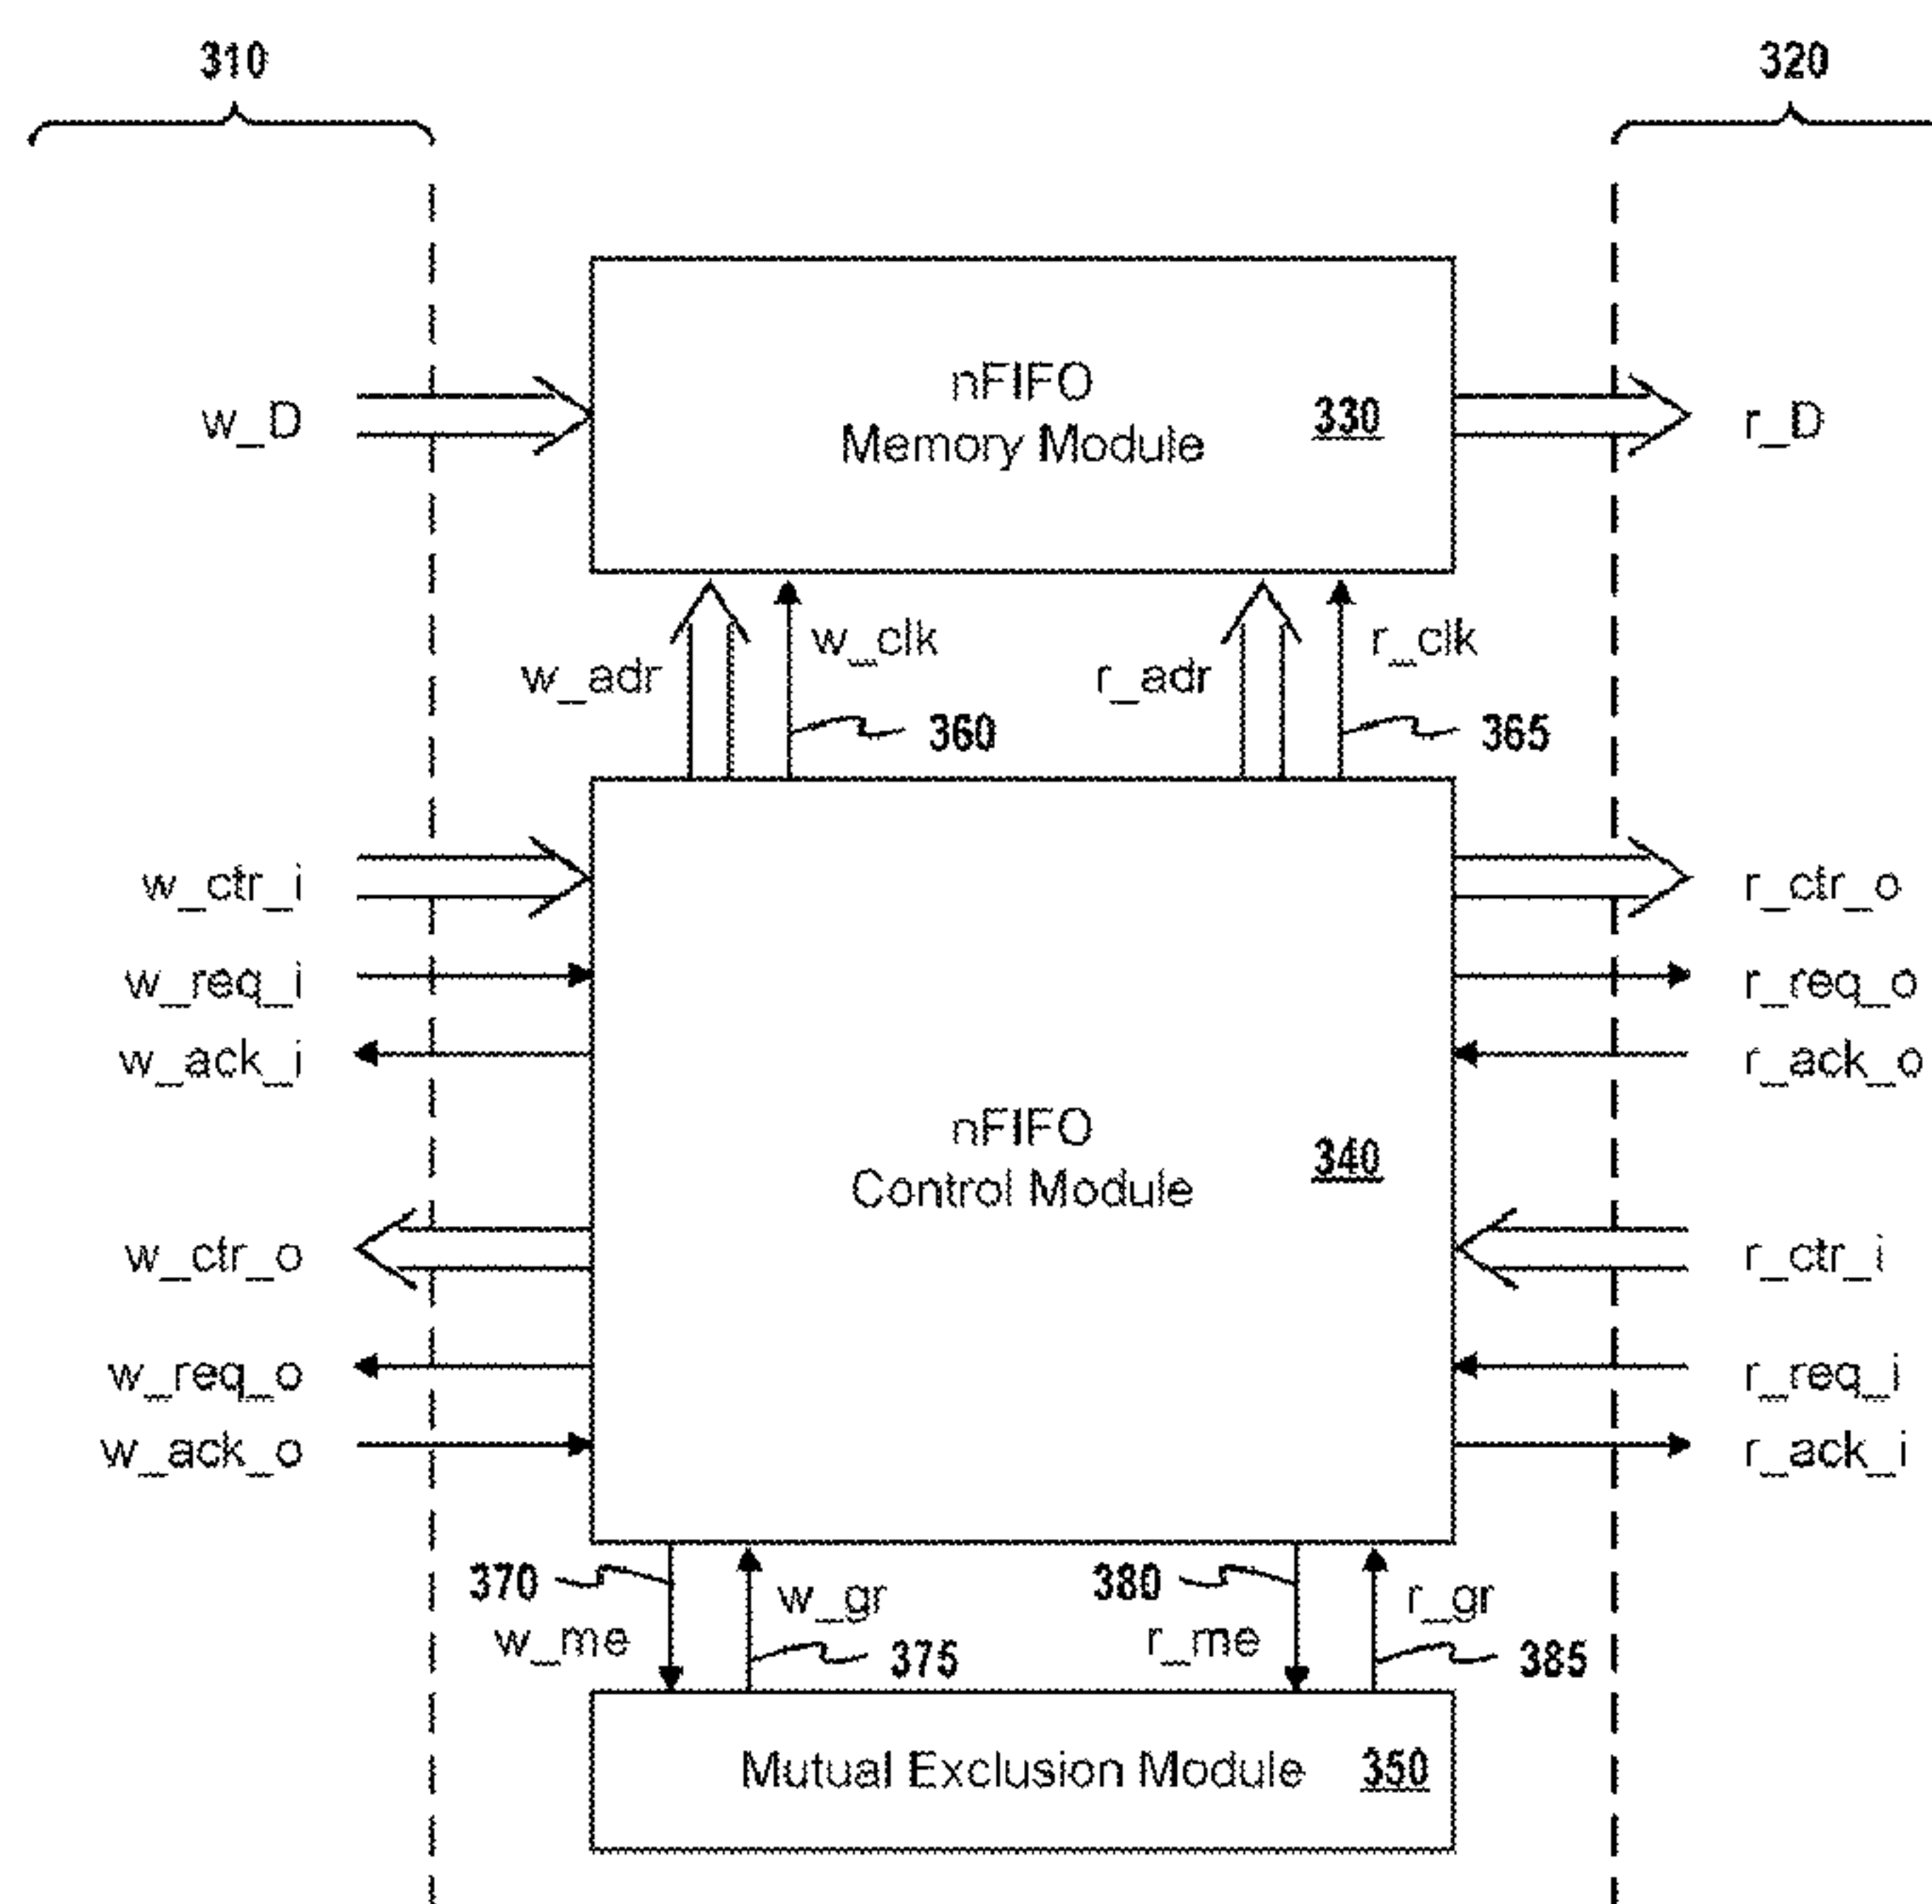 310
320
nFIFO
Memory Module
330
w_D
r_D
w_clk
r_clk
w_adr
r_adr
360
365
w_ctr_i
r_ctr_o
w_req_i
r_req_o
w_ack_i
r_ack_o
nFIFO
Control Module
340
w_ctr_o
r_ctr_i
w_req_o
r_req_i
w_ack_o
r_ack_i
370
w_gr
380
r_gr
w_me
375
r_me
385
Mutual Exclusion Module 350